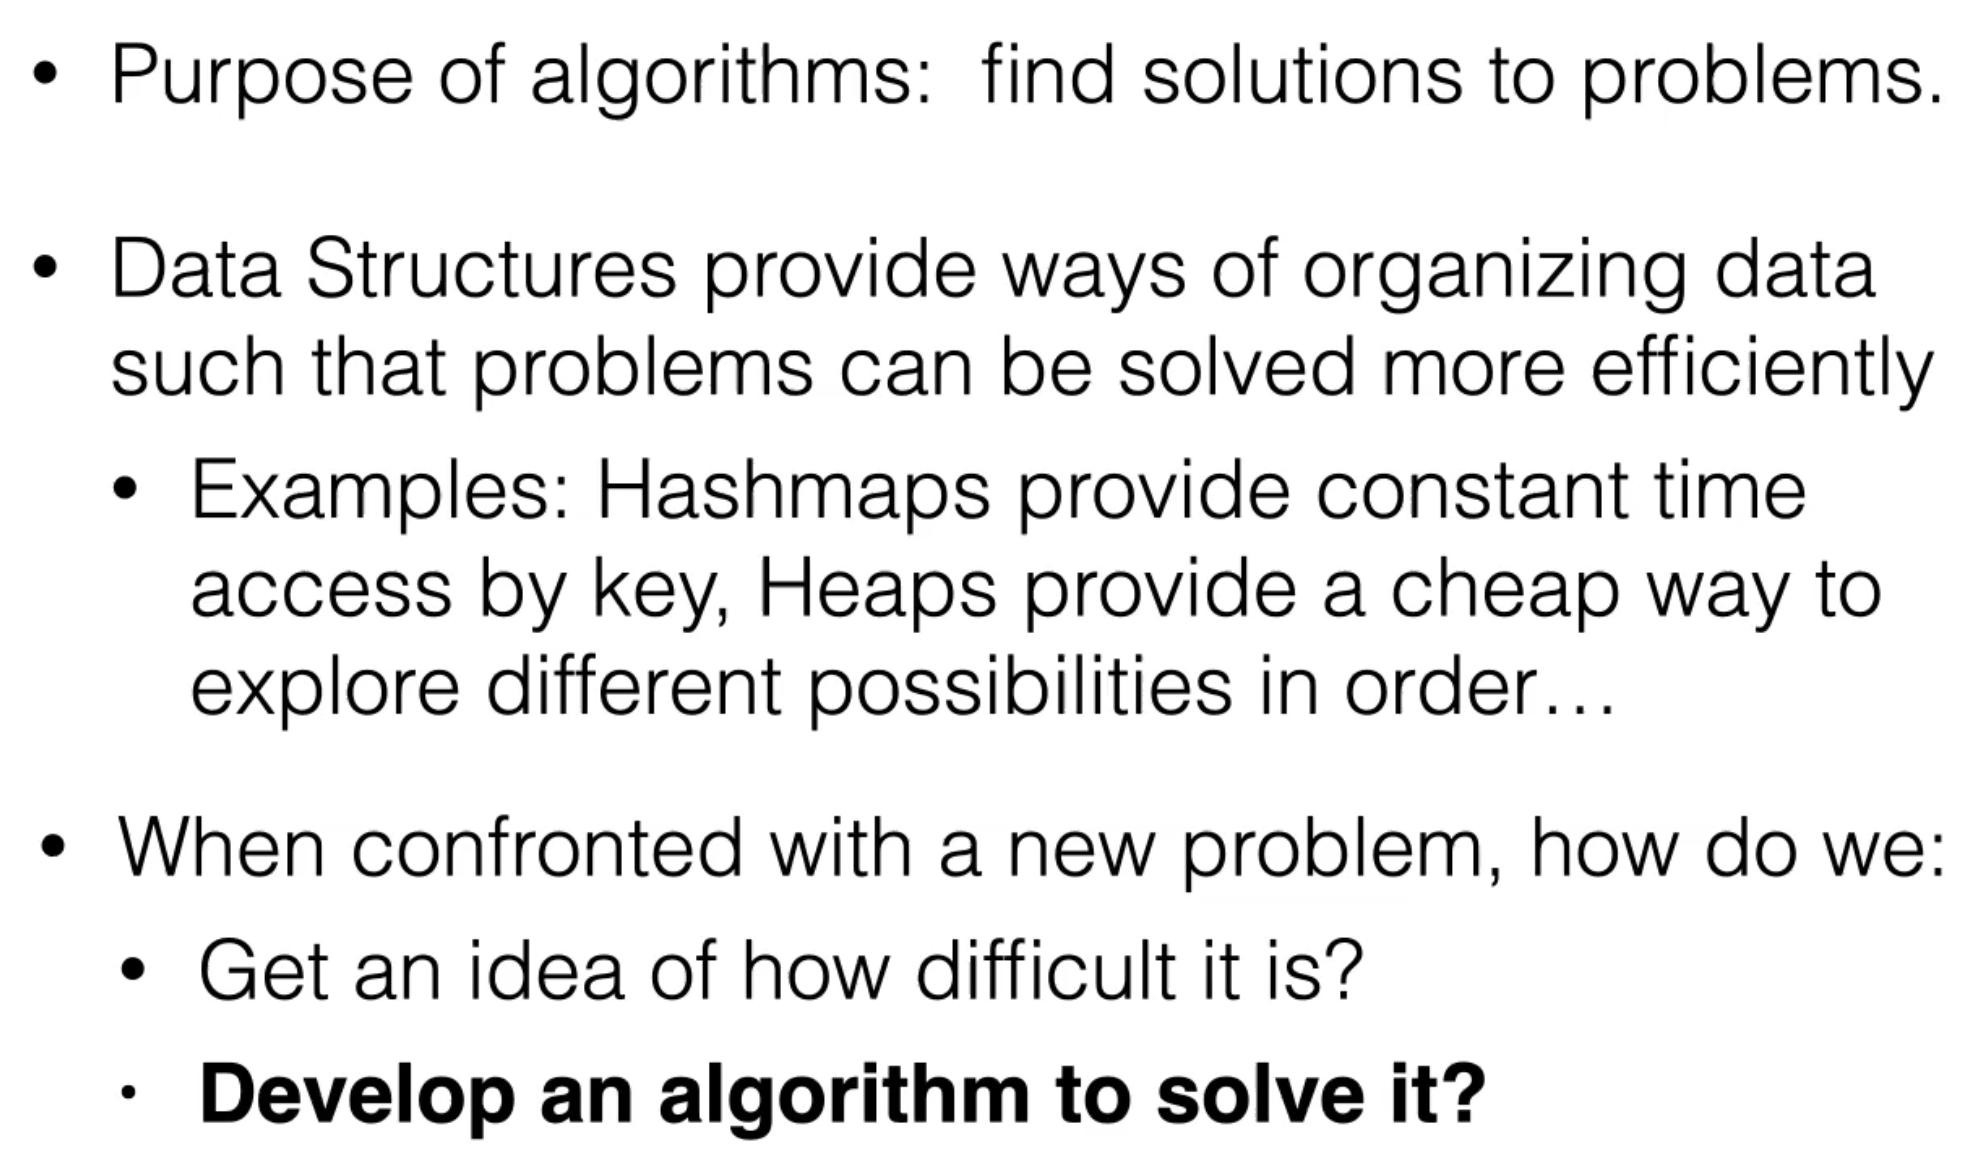 • Purpose of algorithms:  find solutions to problems.
• Data Structures provide ways of organizing data
such that problems can be solved more efficiently
• Examples: Hashmaps provide constant time
access by key, Heaps provide a cheap way to
explore different possibilities in order…
• When confronted with a new problem, how do we:
• Get an idea of how difficult it is?
• Develop an algorithm to solve it?